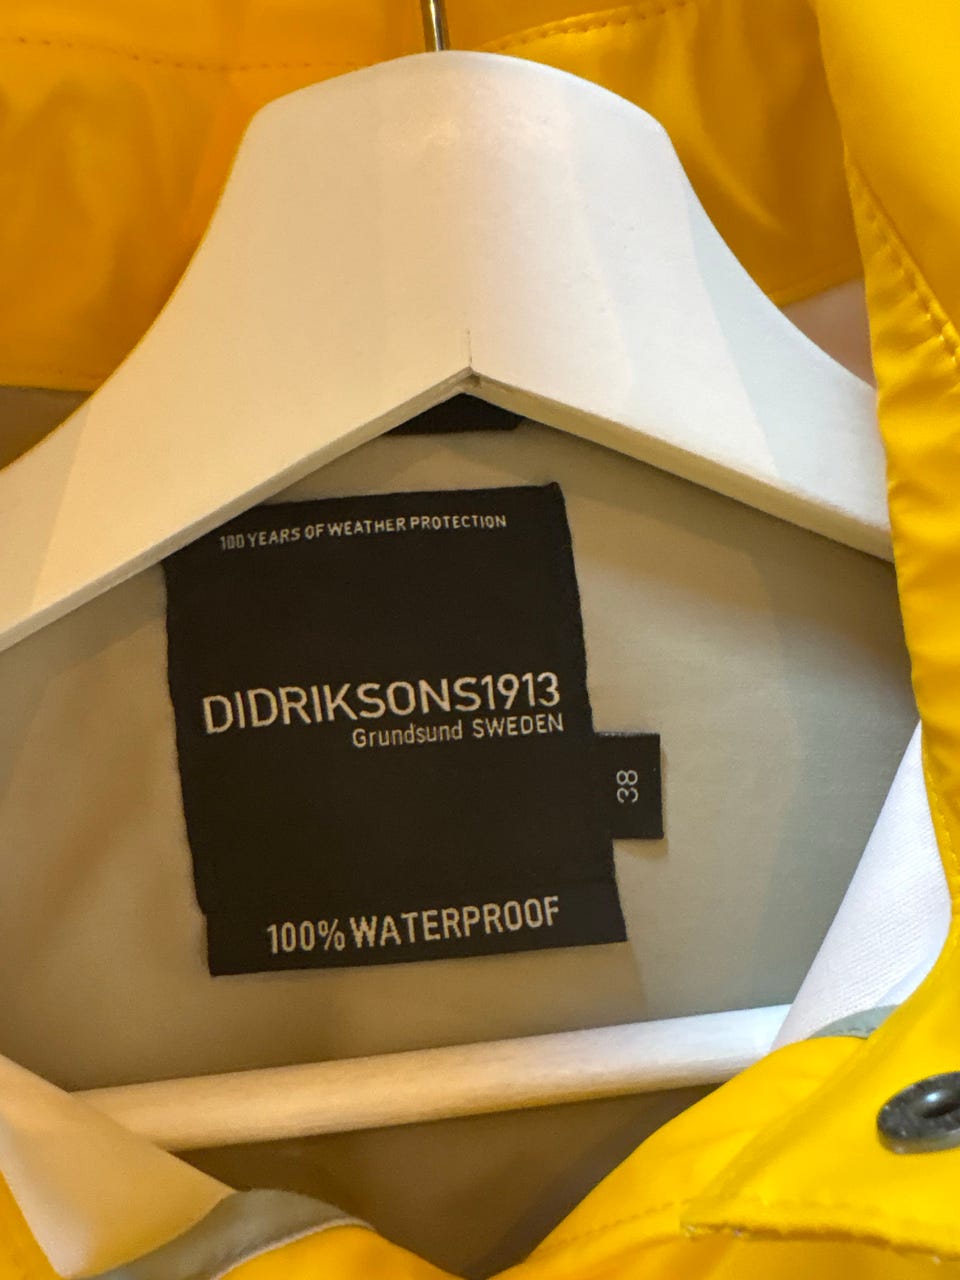 100 YEARS OF WEATHER PROTECTION
DIDRIKSONS1913
Grundsund SWEDEN
38
100% WATERPROOF